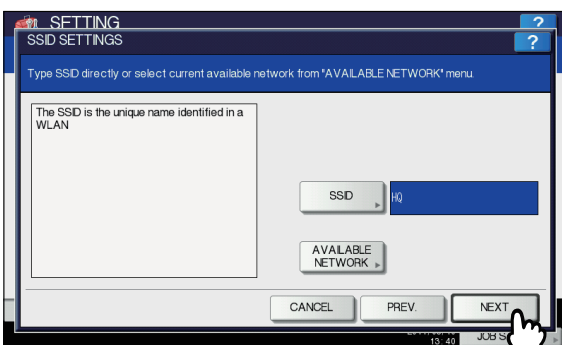 SETTING
?
SSID SETTINGS
?
Type SSID directly or select current available network from "AVAILABLE NETWORK" menu.
The SSID is the unique name identified in a
WLAN
SSID
HQ
AVAILABLE
NETWORK
CANCEL
PREV.
NEXT
13:40
JOB S